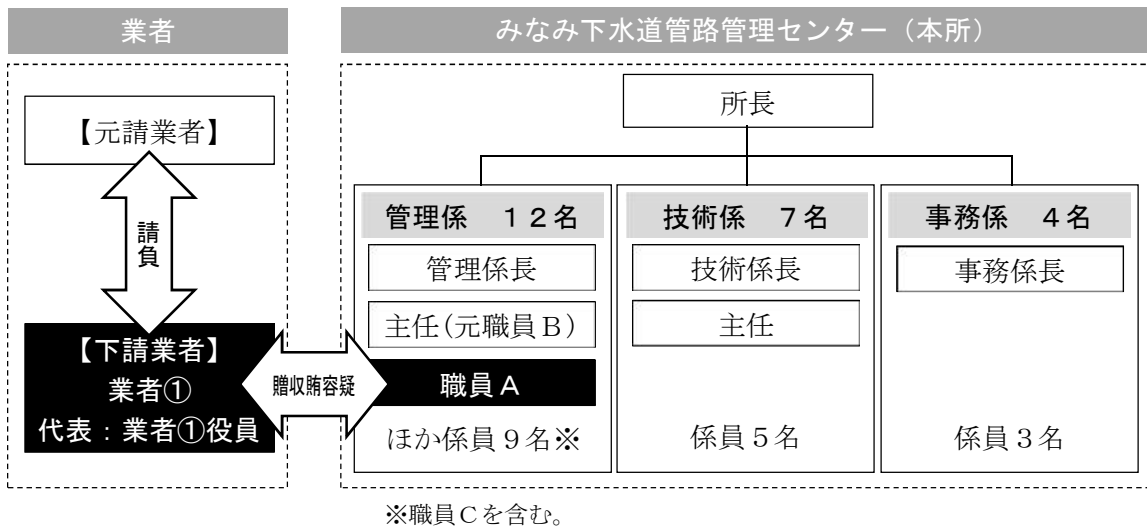 業者
みなみ下水道管路管理センター（本所）
【元請業者】
請負
【下請業者】
業者①
代表：業者①役員
贈収賄容疑
所長
管理係　１２名
管理係長
主任（元職員Ｂ）
職員Ａ
ほか係員９名※
技術係　７名
技術係長
主任
係員５名
事務係　４名
事務係長
係員３名
※職員Ｃを含む。